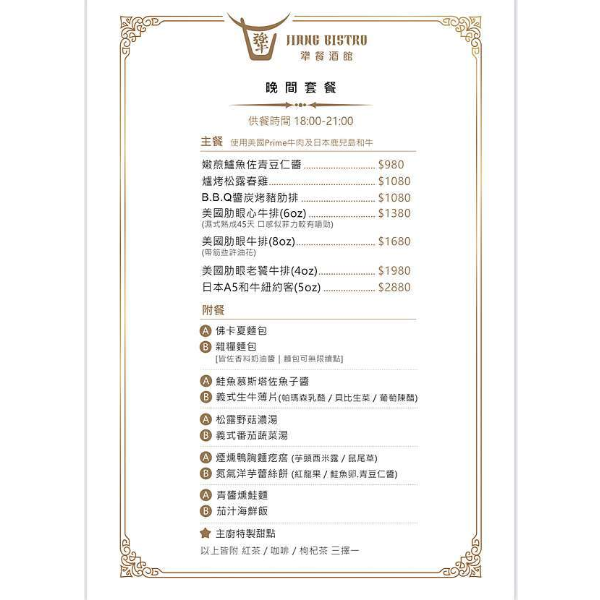 JIANG BISTRO
犟餐酒館
晚間套餐
供餐時間 18:00-21:00
主餐 使用美國Prime牛肉及日本鹿兒島和牛
嫩煎鱸魚佐青豆仁醬 $980
爐烤松露春雞 $1080
B.B.Q醬炭烤豬肋排 $1080
美國肋眼心牛排(6oz) $1380
(濕式熟成45天 口感似菲力較有嚼勁)
美國肋眼牛排(8oz) $1680
(帶筋些許油花)
美國肋眼老饕牛排(4oz) $1980
日本A5和牛紐約客(5oz) $2880
附餐
A 佛卡夏麵包
B 雜糧麵包
[皆佐香料奶油醬 | 麵包可無限續點]
A 鮭魚慕斯塔佐魚子醬
B 義式生牛薄片(帕瑪森乳酪 / 貝比生菜 / 葡萄陳醋)
A 松露野菇濃湯
B 義式番茄蔬菜湯
A 煙燻鴨胸麵疙瘩 (芋頭西米露 / 鼠尾草)
B 氮氣洋芋蕾絲餅 (紅龍果 / 鮭魚卵.青豆仁醬)
A 青醬燻鮭麵
B 茄汁海鮮飯
主廚特製甜點
以上皆附 紅茶 / 咖啡 / 枸杞茶 三擇一